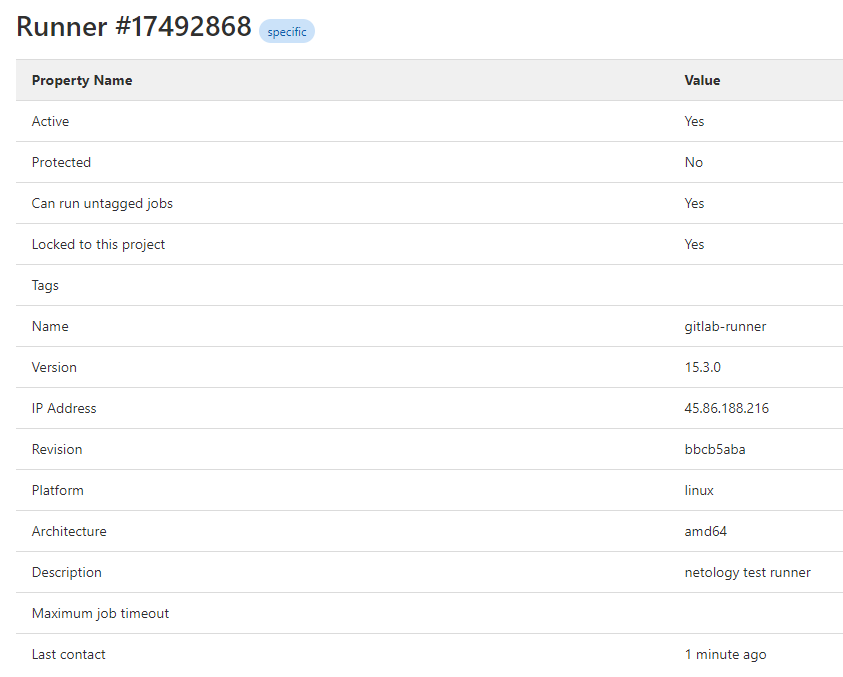 Runner #17492868 specific
Property Name Value
Active Yes
Protected No
Can run untagged jobs Yes
Locked to this project Yes
Tags
Name gitlab-runner
Version 15.3.0
IP Address 45.86.188.216
Revision bbcb5aba
Platform linux
Architecture amd64
Description netology test runner
Maximum job timeout
Last contact 1 minute ago